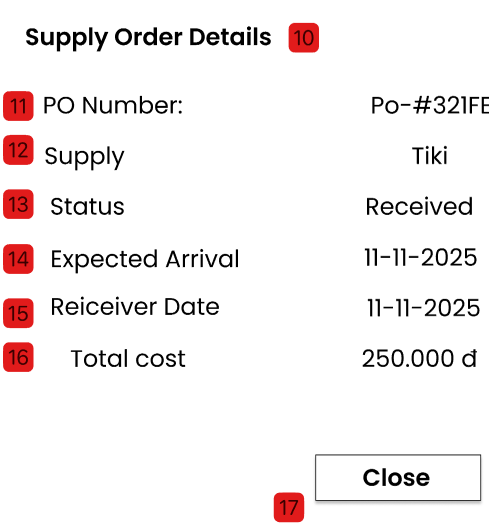 Supply Order Details 10
11 PO Number: Po-#321FE
12 Supply Tiki
13 Status Received
14 Expected Arrival 11-11-2025
15 Reiceiver Date 11-11-2025
16 Total cost 250.000 đ
Close
17